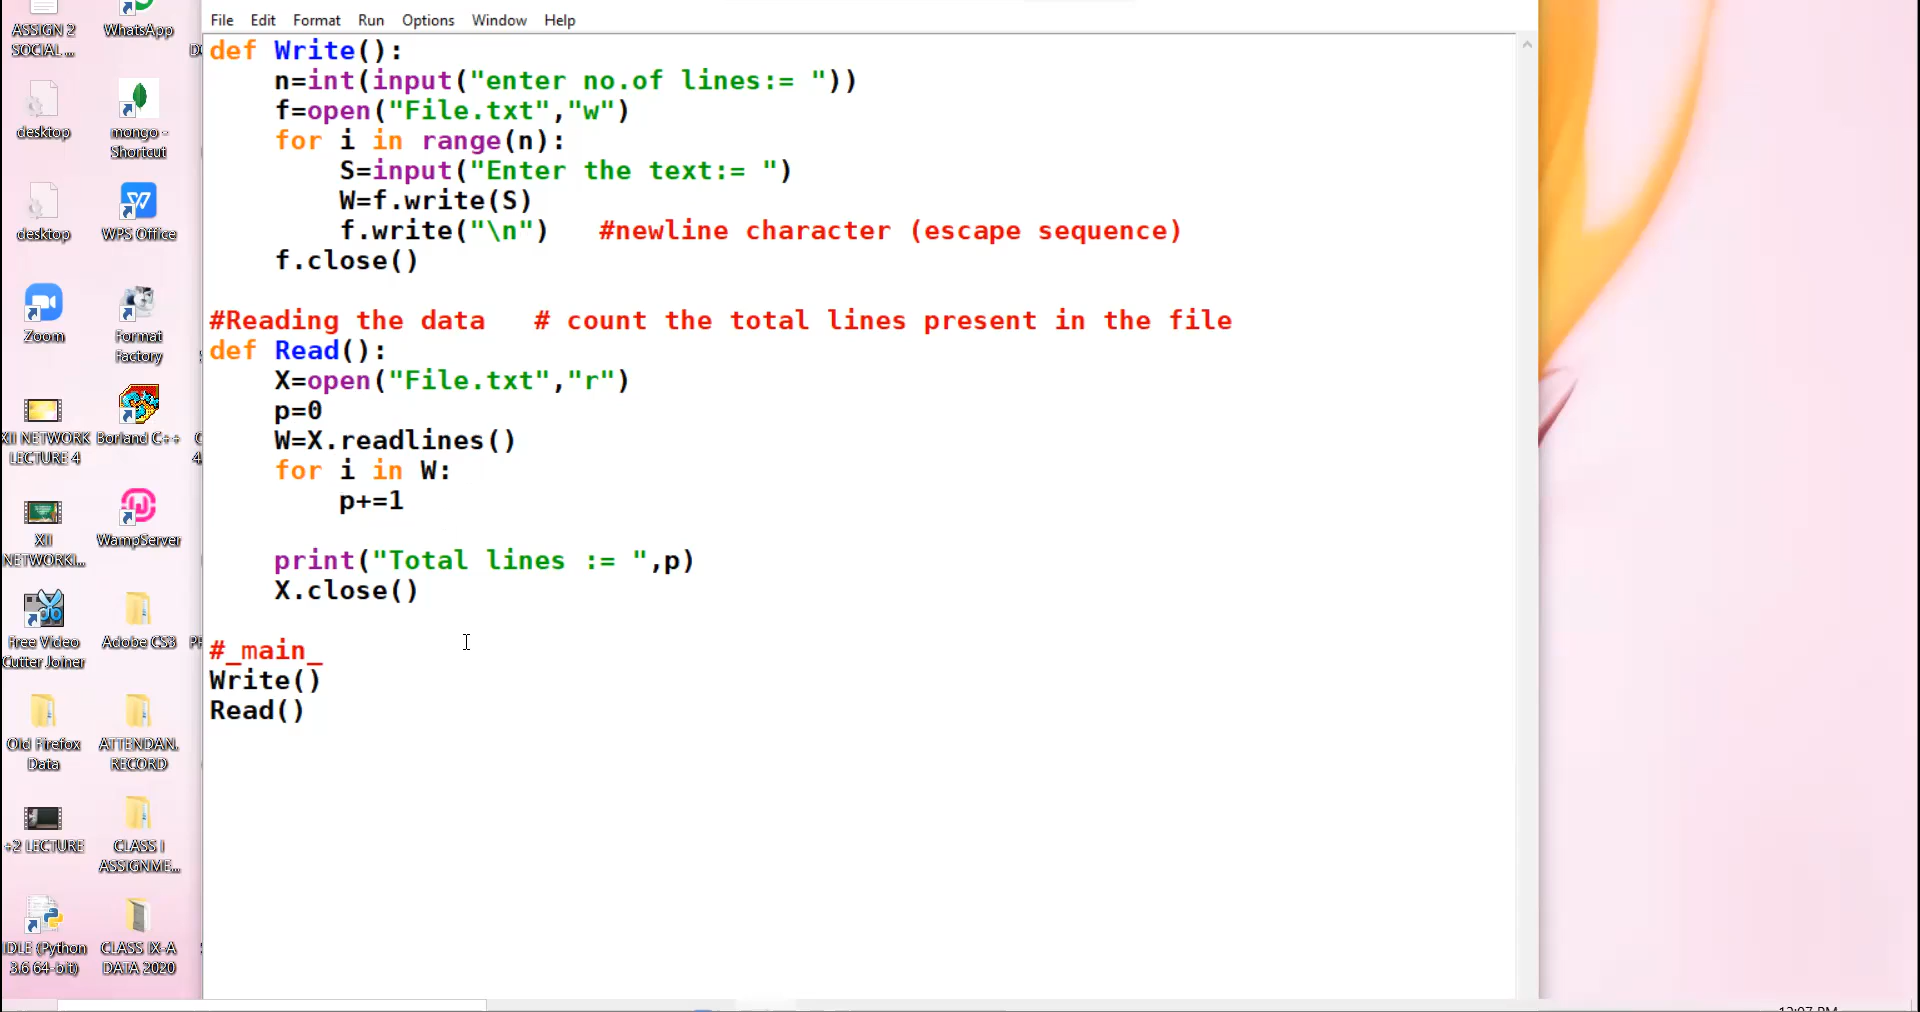 ASSIGN 2
SOCIAL ...
WhatsApp
desktop
mongo -
Shortcut
desktop
WPS Office
Zoom
Format
Factory
XII NETWORK
LECTURE 4
Borland C++
XII
NETWORKI...
WampServer
Free Video
Cutter Joiner
Adobe CS3
Old Firefox
Data
ATTENDAN.
RECORD
+2 LECTURE
CLASS I
ASSIGNME...
IDLE (Python
3.6 64-bit)
CLASS IX-A
DATA 2020
File Edit Format Run Options Window Help
def Write():
    n=int(input("enter no.of lines:= "))
    f=open("File.txt","w")
    for i in range(n):
        S=input("Enter the text:= ")
        W=f.write(S)
        f.write("\n")   #newline character (escape sequence)
    f.close()
#Reading the data   # count the total lines present in the file
def Read():
    X=open("File.txt","r")
    p=0
    W=X.readlines()
    for i in W:
        p+=1
    print("Total lines := ",p)
    X.close()
#_main_
Write()
Read()